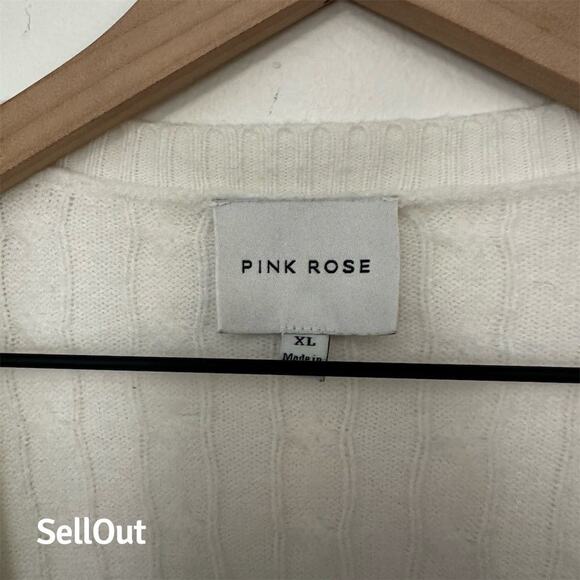 PINK ROSE
XL
Made in
SellOut